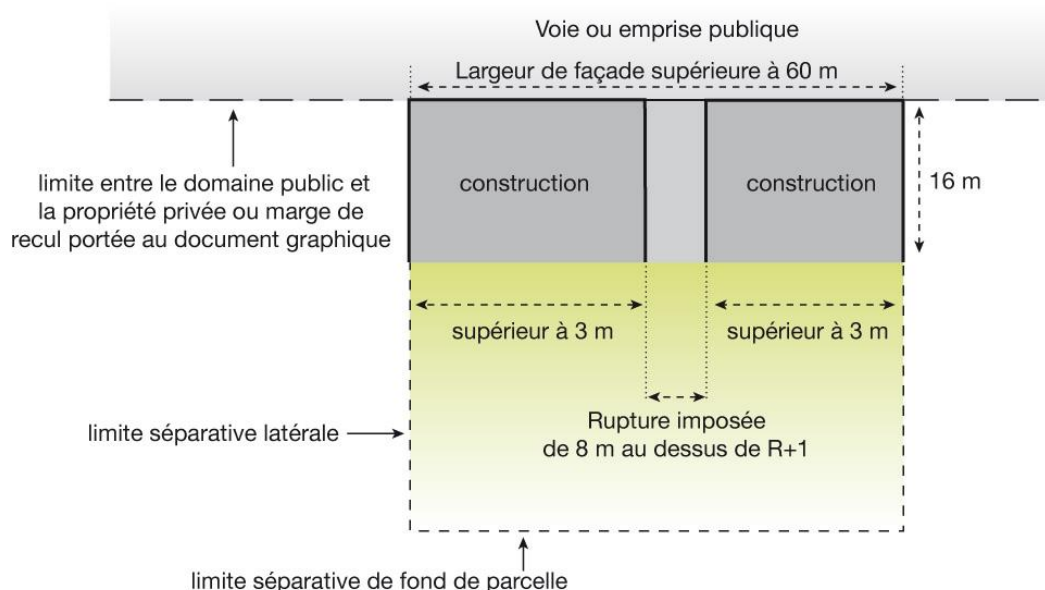 Voie ou emprise publique
Largeur de façade supérieure à 60 m
construction
construction
16 m
limite entre le domaine public et
la propriété privée ou marge de
recul portée au document graphique
supérieur à 3 m
supérieur à 3 m
Rupture imposée
de 8 m au dessus de R+1
limite séparative latérale
limite séparative de fond de parcelle